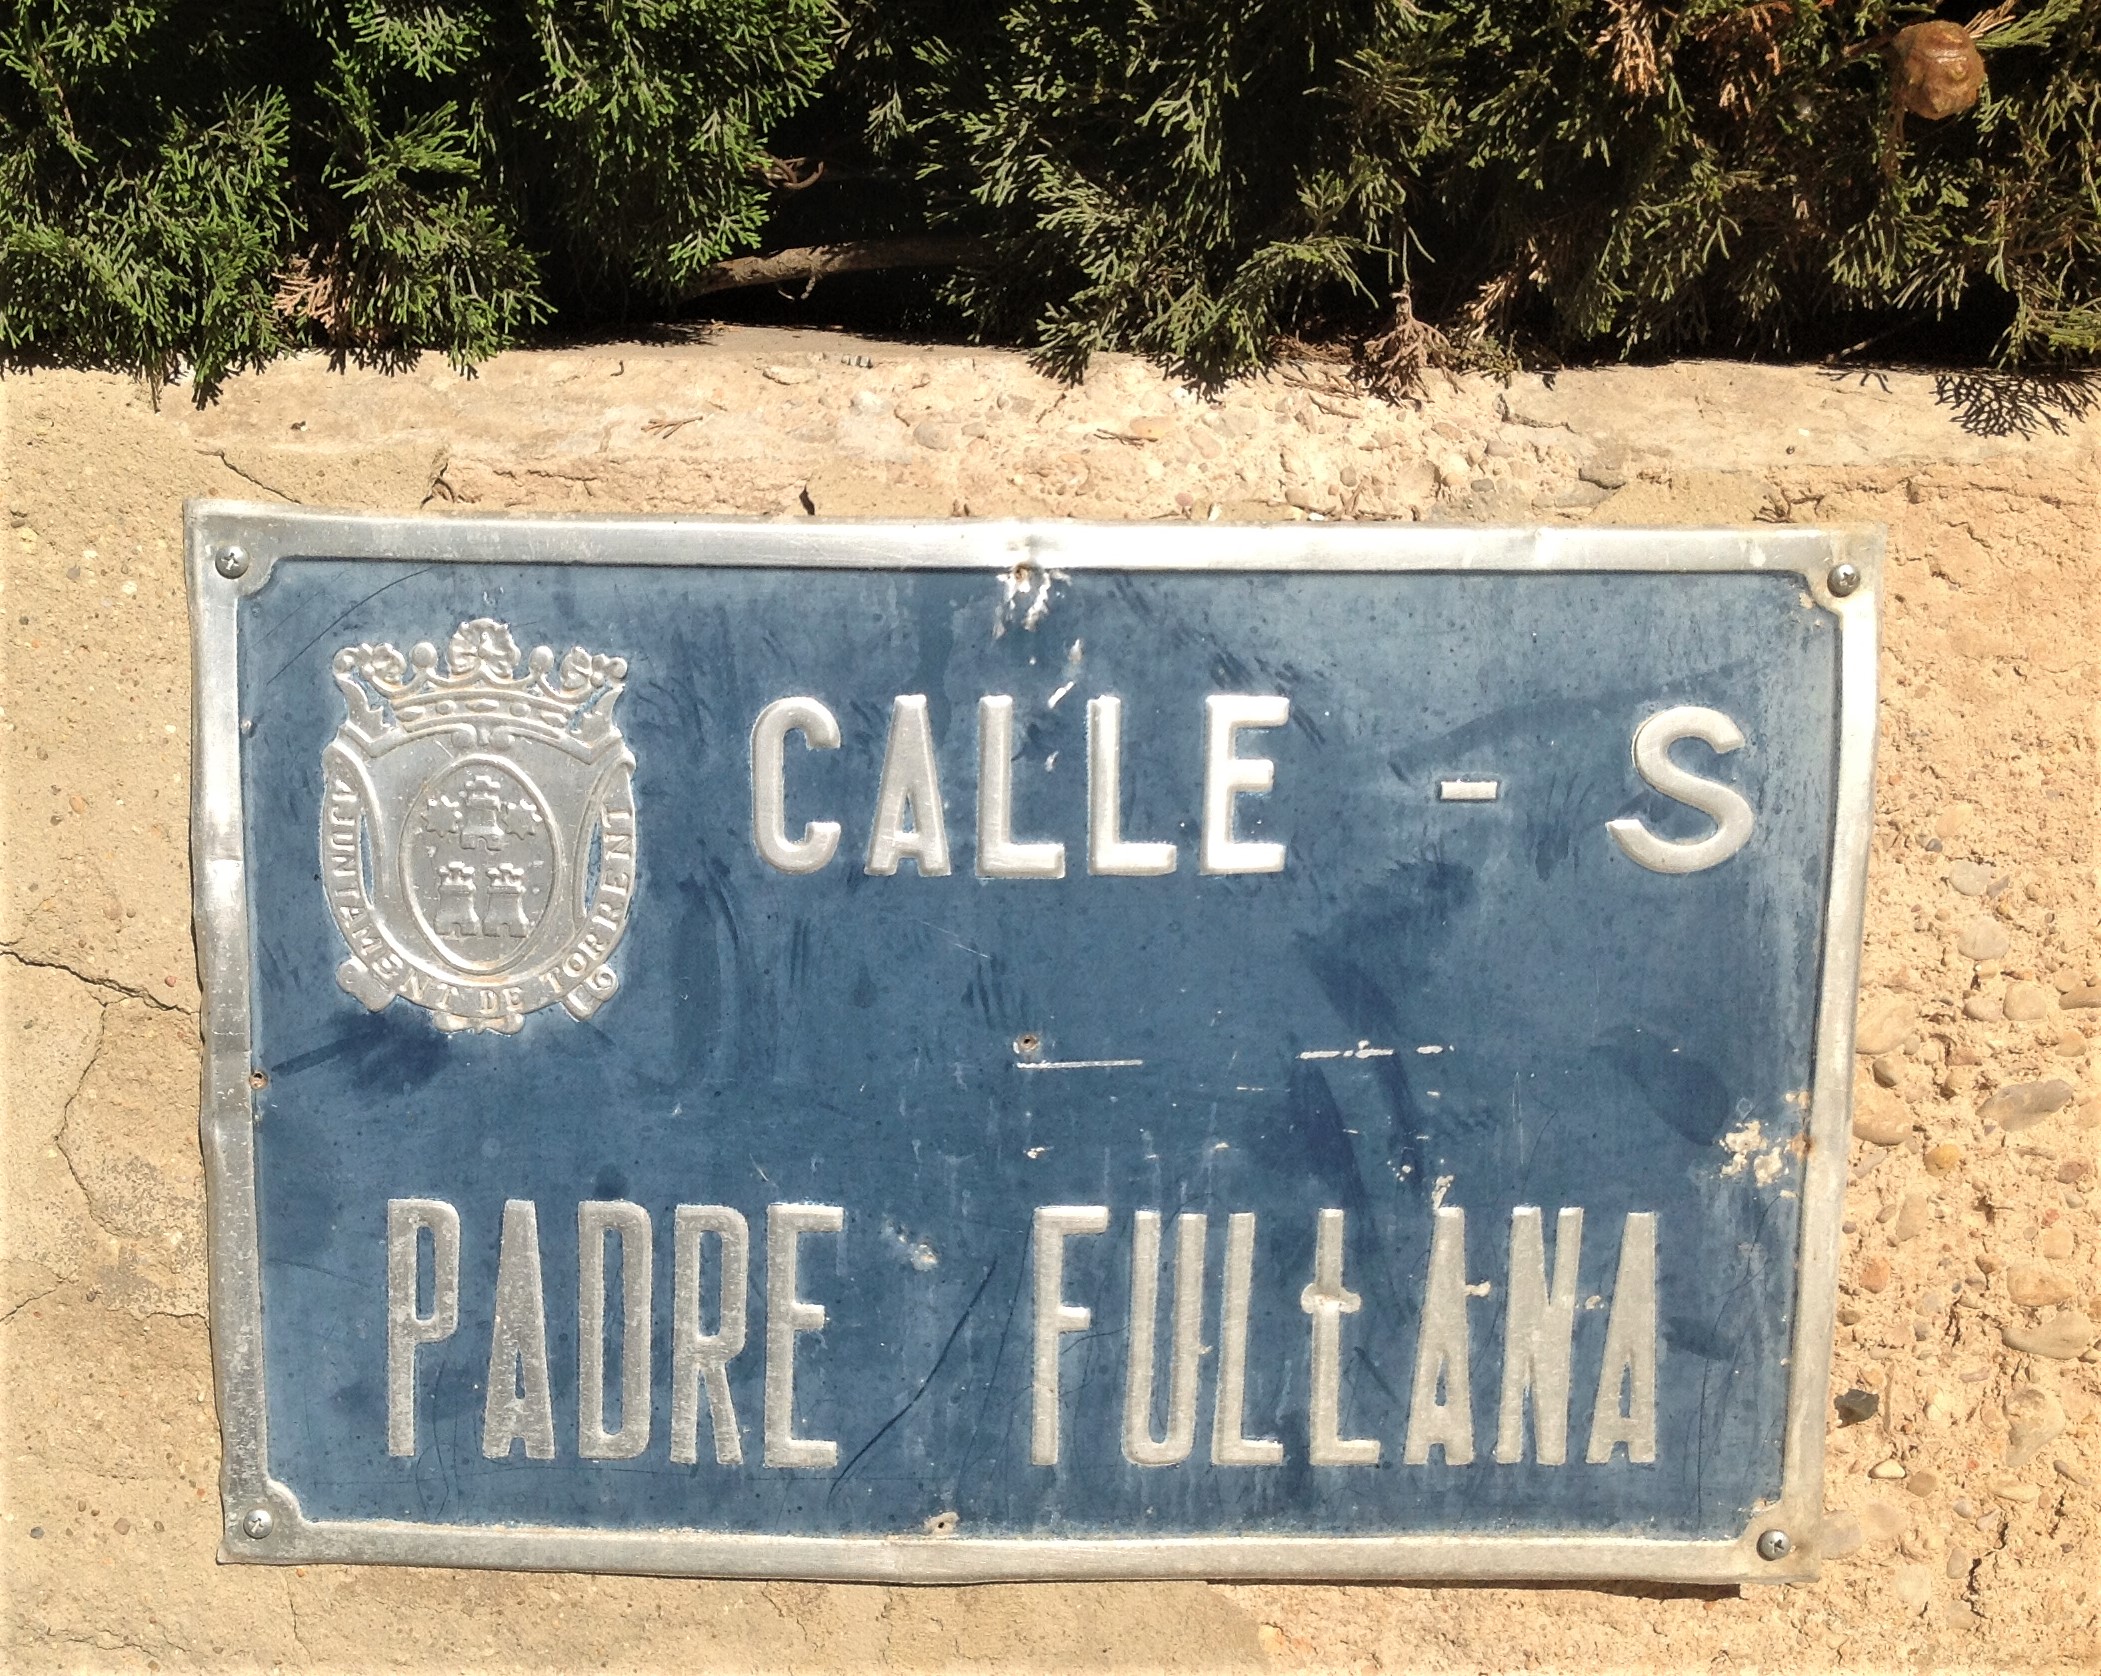 AJUNTAMENT DE TORRENT
CALLE - S
PADRE FULLANA